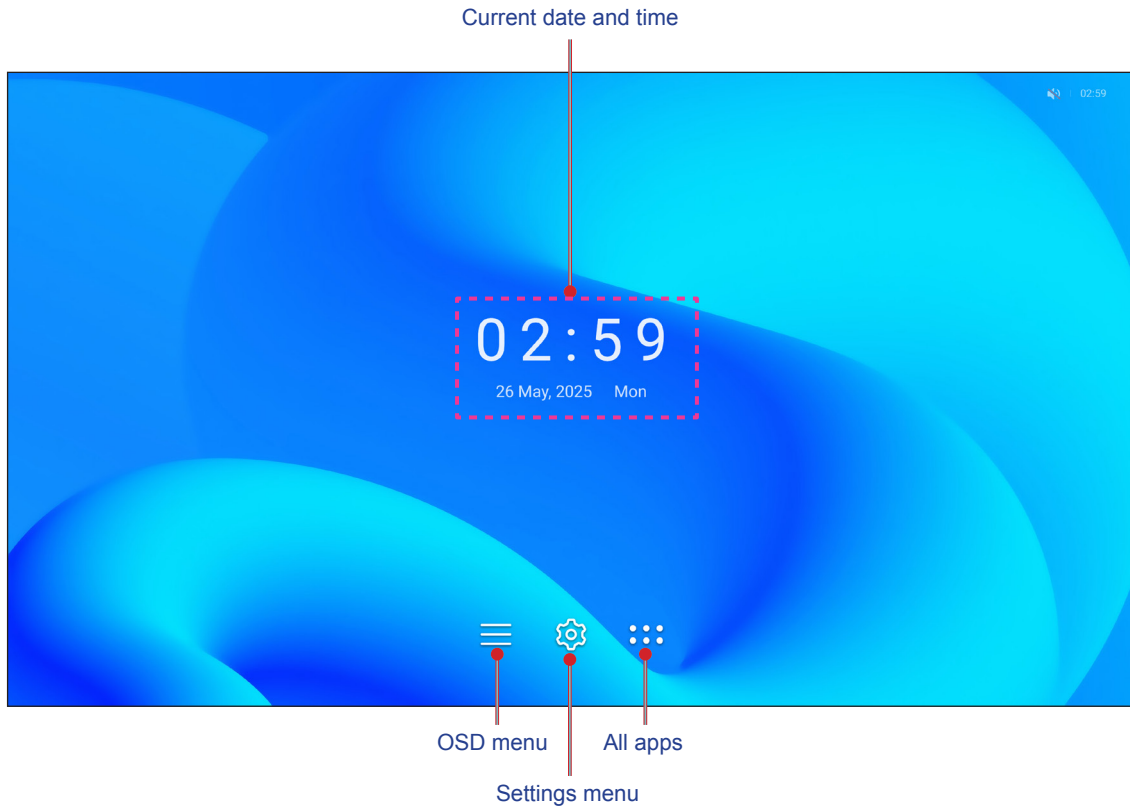 Current date and time
02:59
02:59
26 May, 2025 Mon
OSD menu
All apps
Settings menu